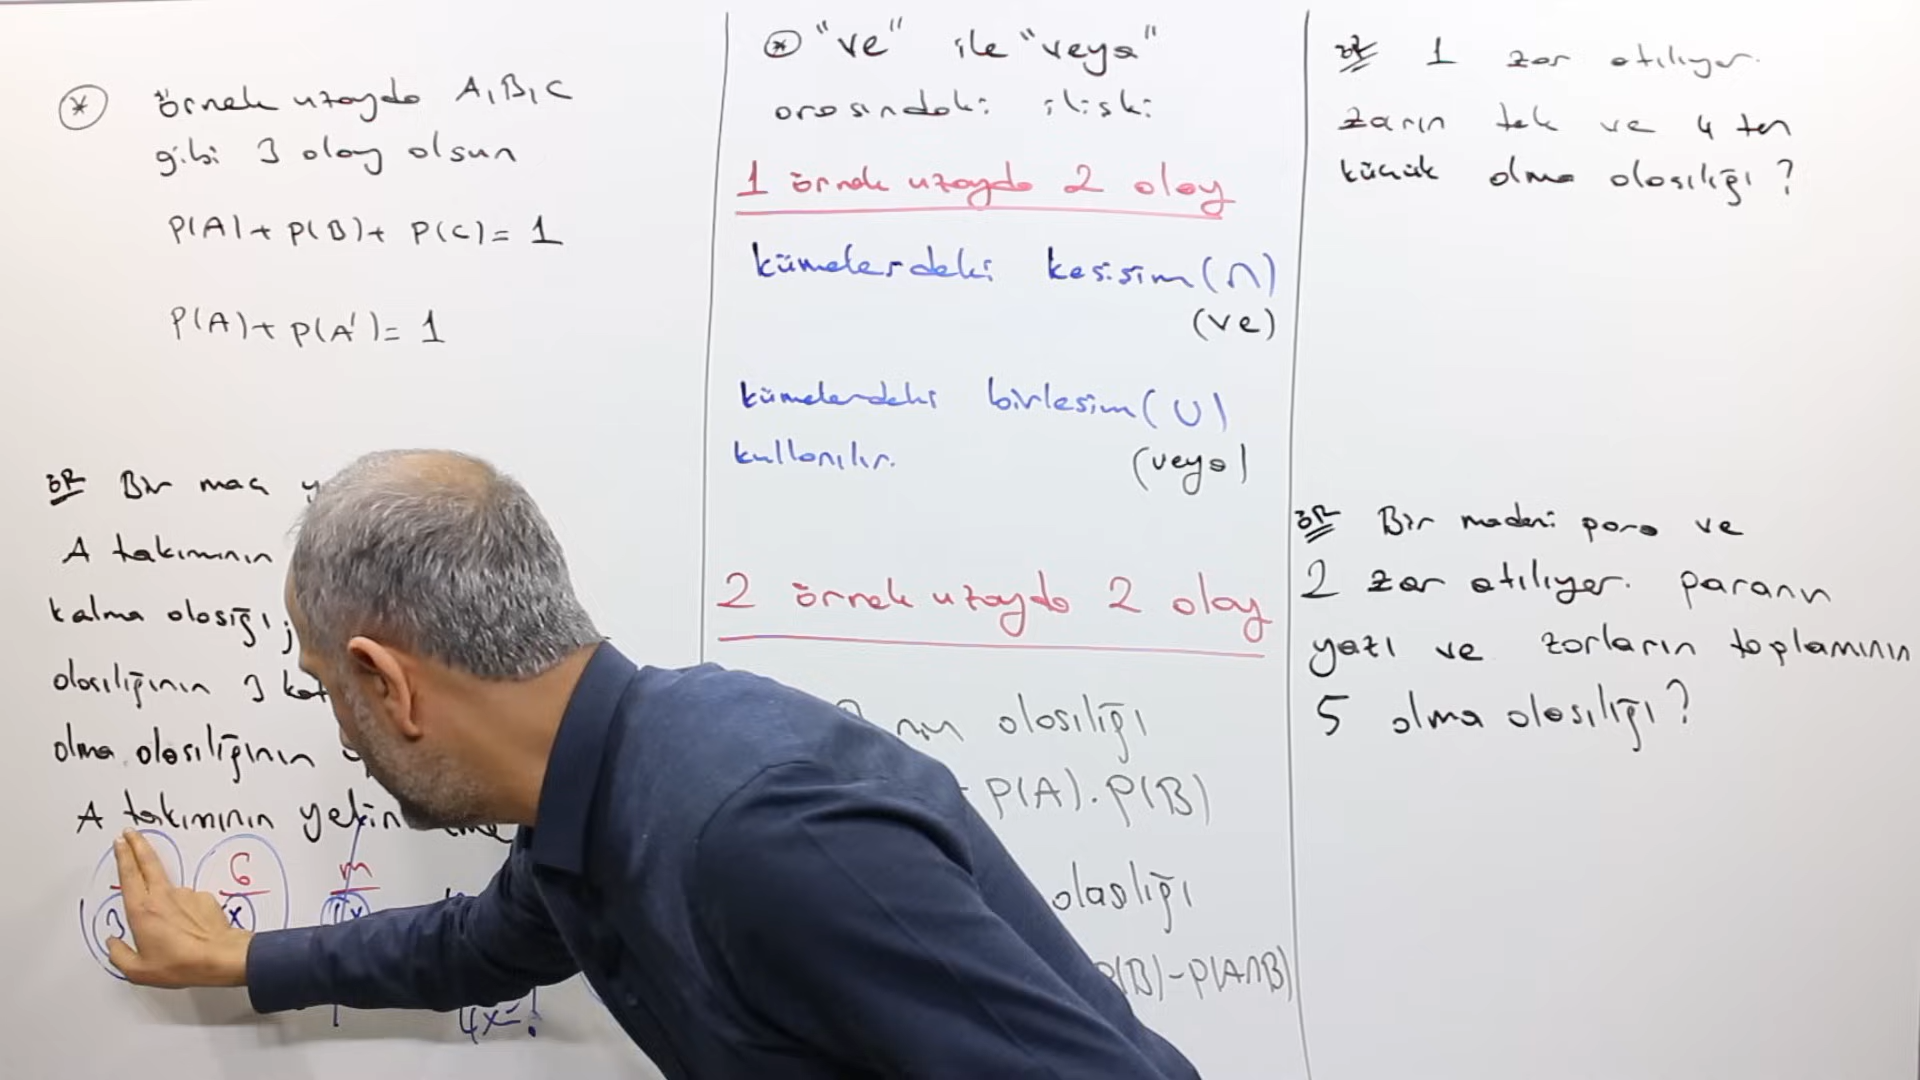 * örnek uzayda A, B, C
gibi 3 olay olsun
P(A) + P(B) + P(C) = 1
P(A) + P(A') = 1
ÖR Bir maç
A takımının
kalma olasığı
olasılığının 3
olma olasılığının
A takımının
6 m
3 x
4x =
* "ve" ile "veya"
arasındaki ilişki
1 örnek uzayda 2 olay
kümelerdeki kesişim (∩)
(ve)
kümelerdeki birleşim (∪)
kullanılır. (veya)
2 örnek uzayda 2 olay
nın olasılığı
P(A) . P(B)
olasılığı
P(B) - P(A∩B)
ÖR 1 zar atılıyor.
zarın tek ve 4 ten
küçük olma olasılığı ?
ÖR Bir madeni para ve
2 zar atılıyor. paranın
yazı ve zarların toplamının
5 olma olasılığı ?